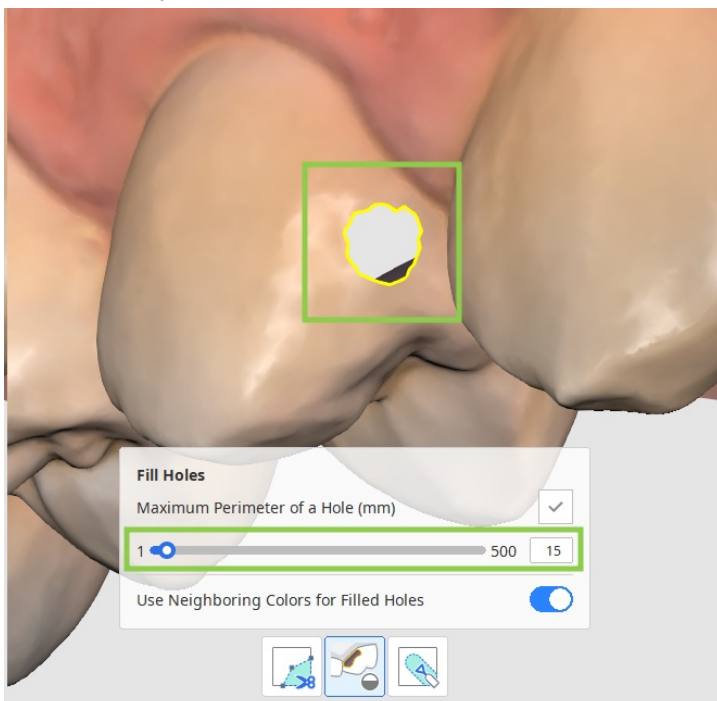 Fill Holes
Maximum Perimeter of a Hole (mm)
1 500 15
Use Neighboring Colors for Filled Holes